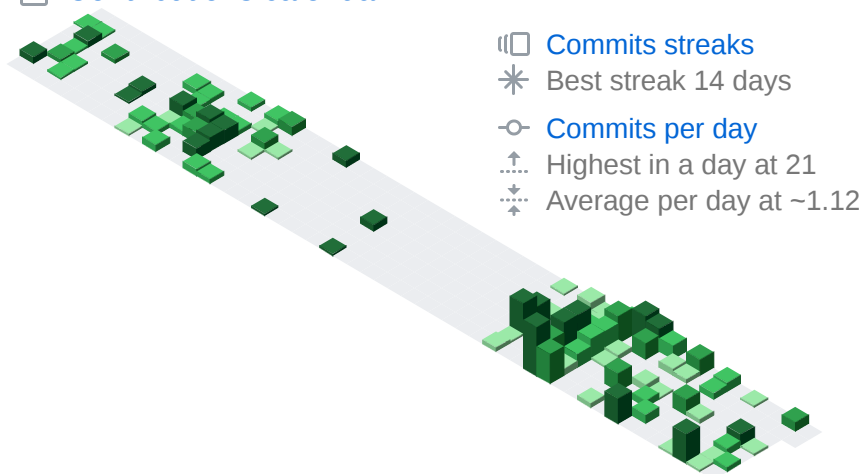 Commits streaks
Best streak 14 days
Commits per day
Highest in a day at 21
Average per day at ~1.12